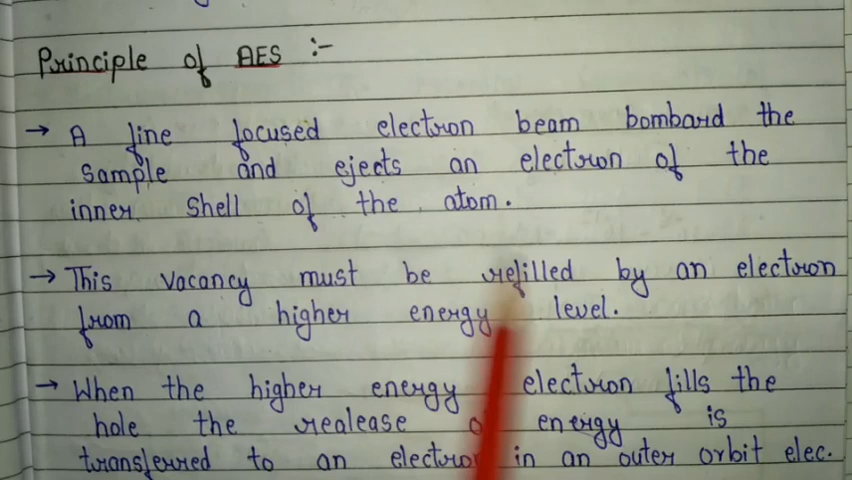 Principle of AES :-
→ A fine focused electron beam bombard the
sample and ejects an electron of the
inner shell of the atom.
→ This vacancy must be refilled by an electron
from a higher energy level.
→ When the higher energy electron fills the
hole the realease of energy is
transferred to an electron in an outer orbit elec.